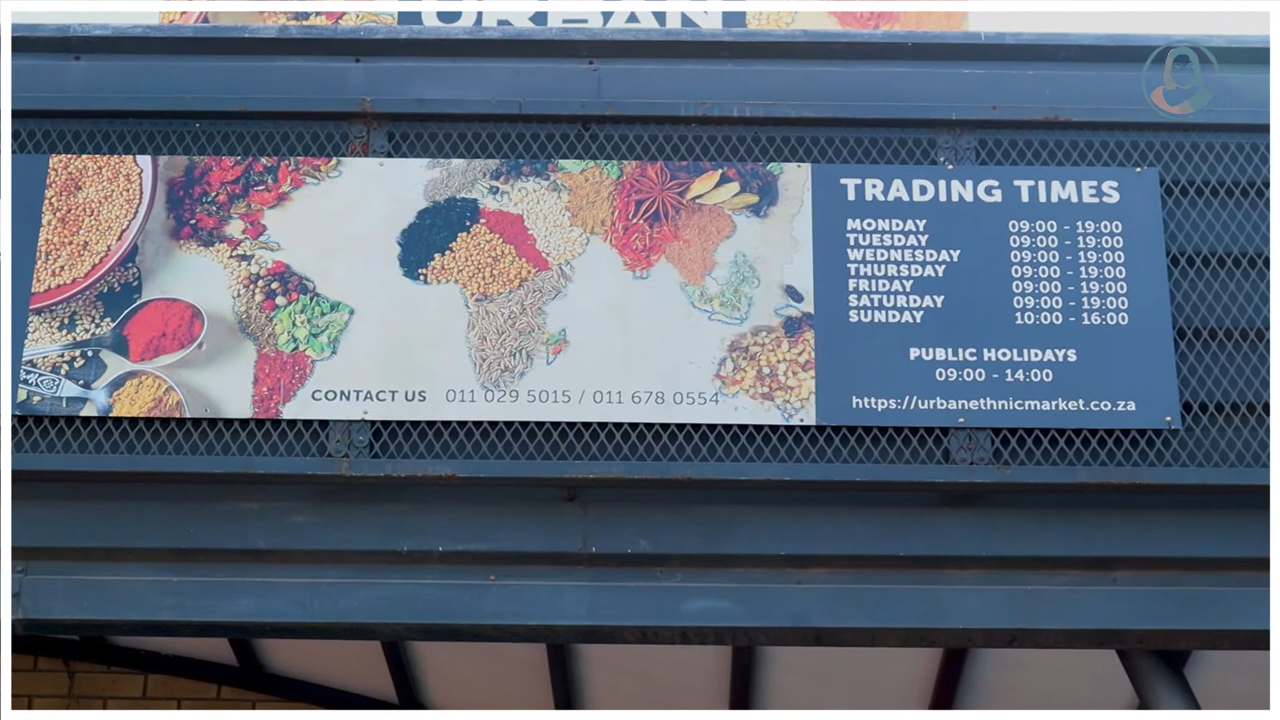 URBAN
TRADING TIMES
MONDAY 09:00 - 19:00
TUESDAY 09:00 - 19:00
WEDNESDAY 09:00 - 19:00
THURSDAY 09:00 - 19:00
FRIDAY 09:00 - 19:00
SATURDAY 09:00 - 19:00
SUNDAY 10:00 - 16:00
PUBLIC HOLIDAYS
09:00 - 14:00
https://urbanethnicmarket.co.za
CONTACT US 011 029 5015 / 011 678 0554